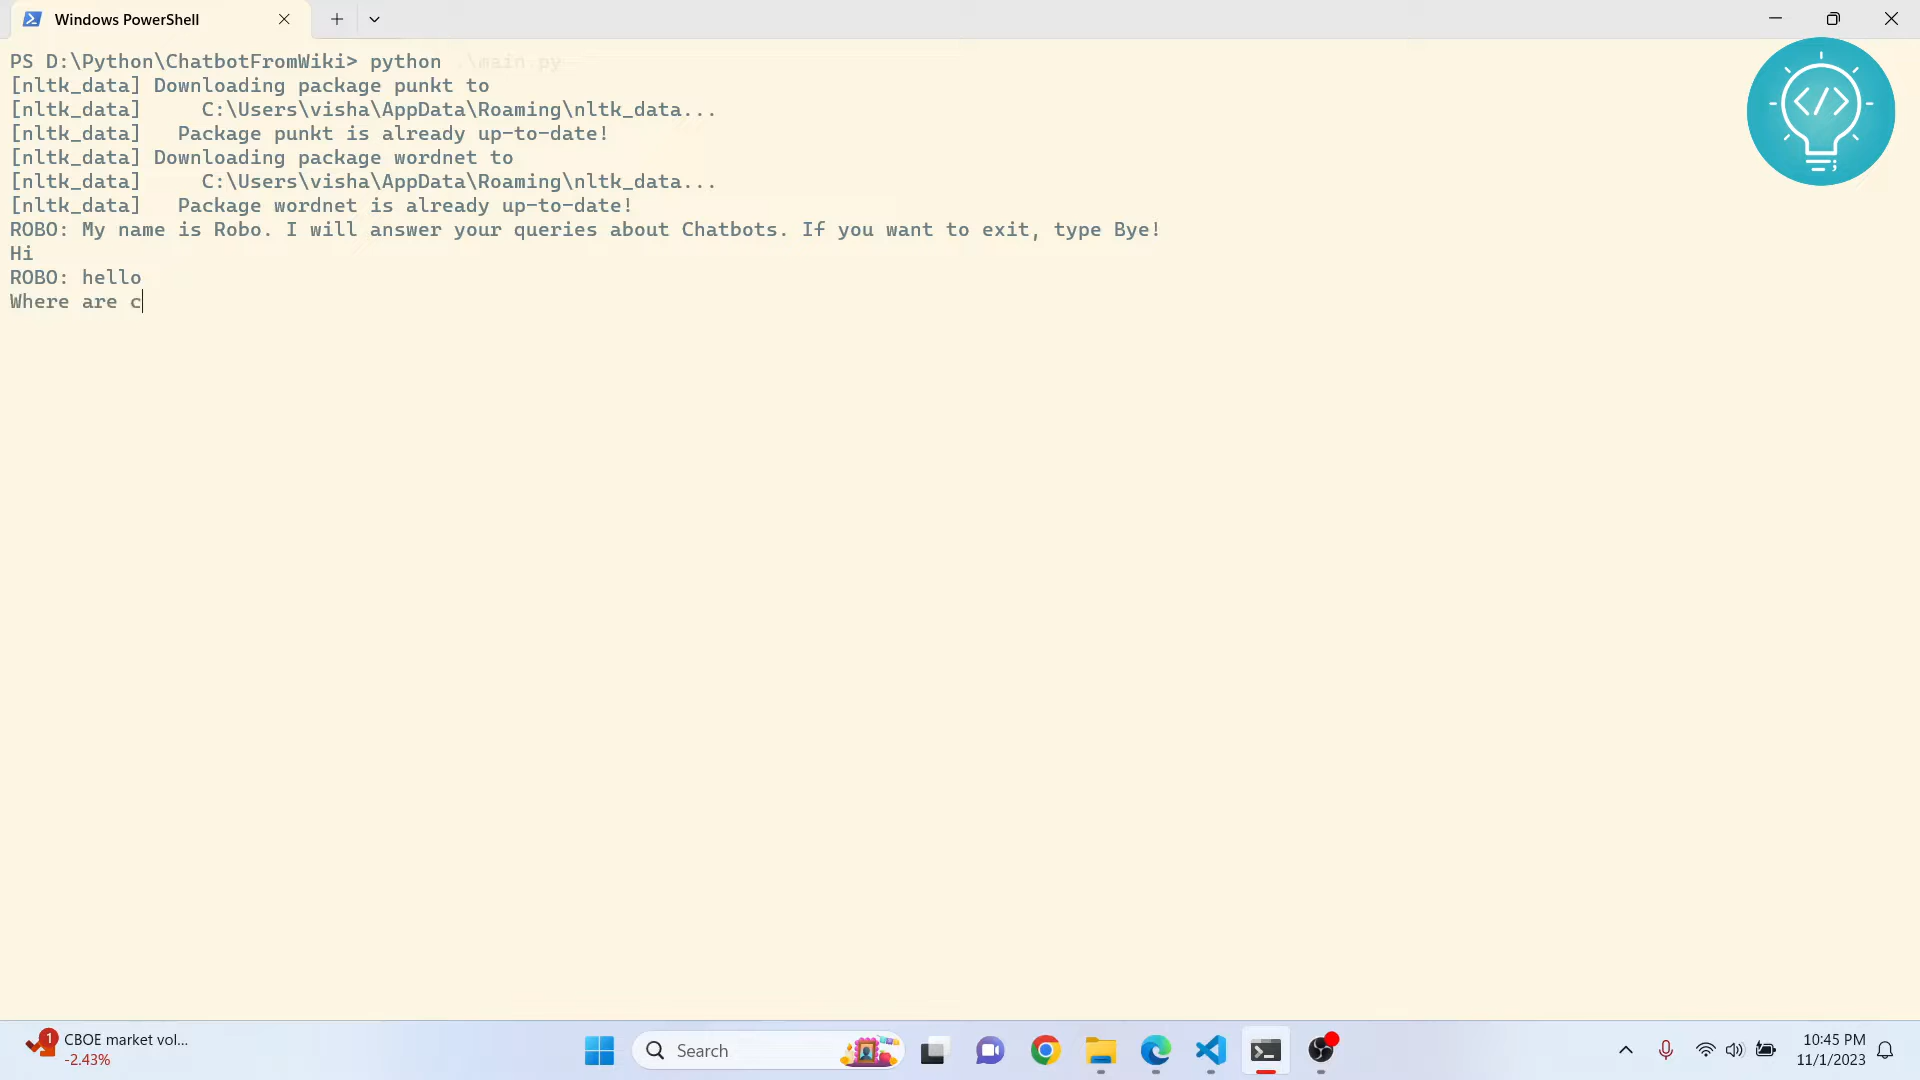 Windows PowerShell
PS D:\Python\ChatbotFromWiki> python .\main.py
[nltk_data] Downloading package punkt to
[nltk_data]     C:\Users\visha\AppData\Roaming\nltk_data...
[nltk_data]   Package punkt is already up-to-date!
[nltk_data] Downloading package wordnet to
[nltk_data]     C:\Users\visha\AppData\Roaming\nltk_data...
[nltk_data]   Package wordnet is already up-to-date!
ROBO: My name is Robo. I will answer your queries about Chatbots. If you want to exit, type Bye!
Hi
ROBO: hello
Where are c
</>
;
1
CBOE market vol...
-2.43%
Search
10:45 PM
11/1/2023